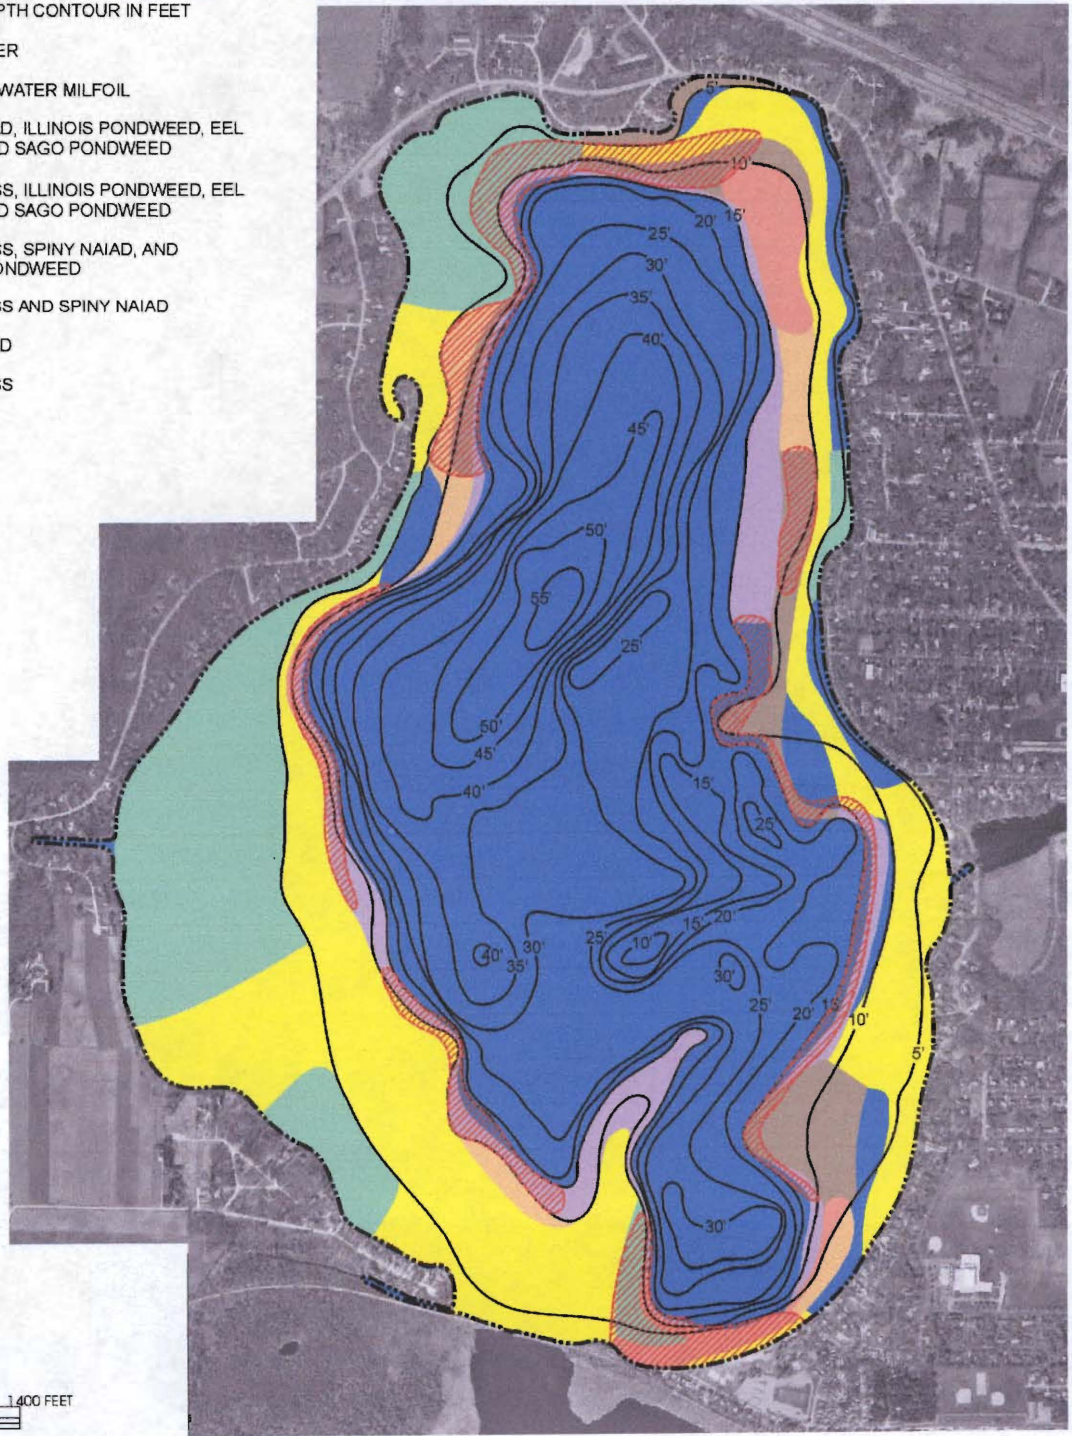 PTH CONTOUR IN FEET
ER
WATER MILFOIL
D, ILLINOIS PONDWEED, EEL
D SAGO PONDWEED
SS, ILLINOIS PONDWEED, EEL
D SAGO PONDWEED
SS, SPINY NAIAD, AND
ONDWEED
SS AND SPINY NAIAD
D
SS
5'
10'
20' 15'
25'
30'
35'
40'
45'
50'
55'
25'
50'
45'
15'
40'
25'
15' 20'
25' 10'
30'
40' 35'
30'
25'
20' 15'
10'
5'
30'
1400 FEET